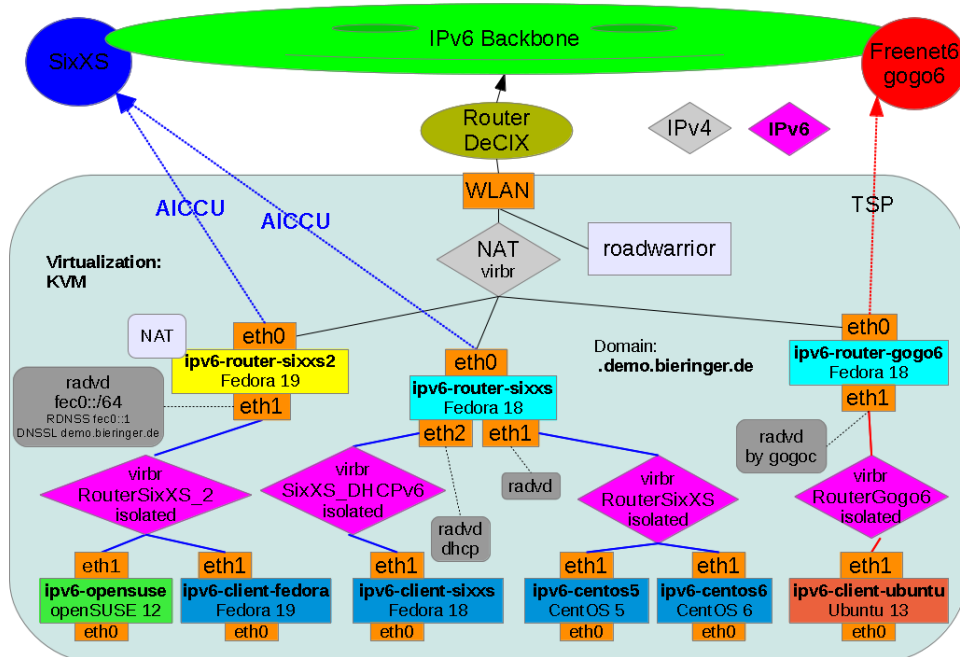 IPv6 Backbone
SixXS
Freenet6
gogo6
Router
DeCIX
IPv4
IPv6
WLAN
AICCU
AICCU
TSP
NAT
virbr
roadwarrior
Virtualization:
KVM
NAT
eth0
ipv6-router-sixxs2
Fedora 19
eth1
radvd
fec0::/64
RDNSS fec0::1
DNSSL demo.bieringer.de
eth0
ipv6-router-sixxs
Fedora 18
eth2
eth1
Domain:
.demo.bieringer.de
eth0
ipv6-router-gogo6
Fedora 18
eth1
radvd
by gogoc
radvd
radvd
dhcp
virbr
RouterSixXS_2
isolated
virbr
SixXS_DHCPv6
isolated
virbr
RouterSixXS
isolated
virbr
RouterGogo6
isolated
eth1
ipv6-opensuse
openSUSE 12
eth0
eth1
ipv6-client-fedora
Fedora 19
eth0
eth1
ipv6-client-sixxs
Fedora 18
eth0
eth1
ipv6-centos5
CentOS 5
eth0
eth1
ipv6-centos6
CentOS 6
eth0
eth1
ipv6-client-ubuntu
Ubuntu 13
eth0